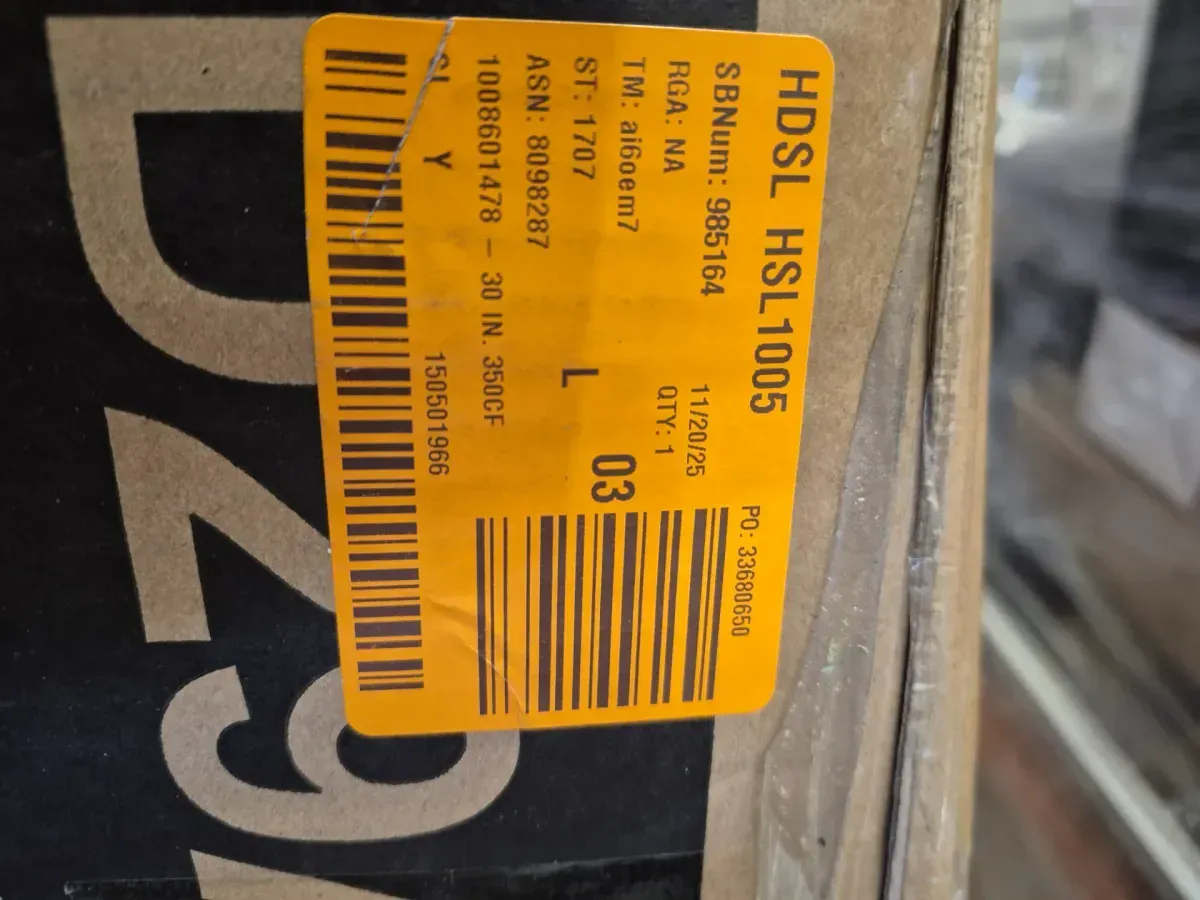 HDSL HSL1005
PO: 33680650
SBNum: 985164
11/20/25
RGA: NA
QTY: 1
TM: ai6oem7
03
ST: 1707
L
ASN: 8098287
1008601478 - 30 IN. 350CF
Y
150501966